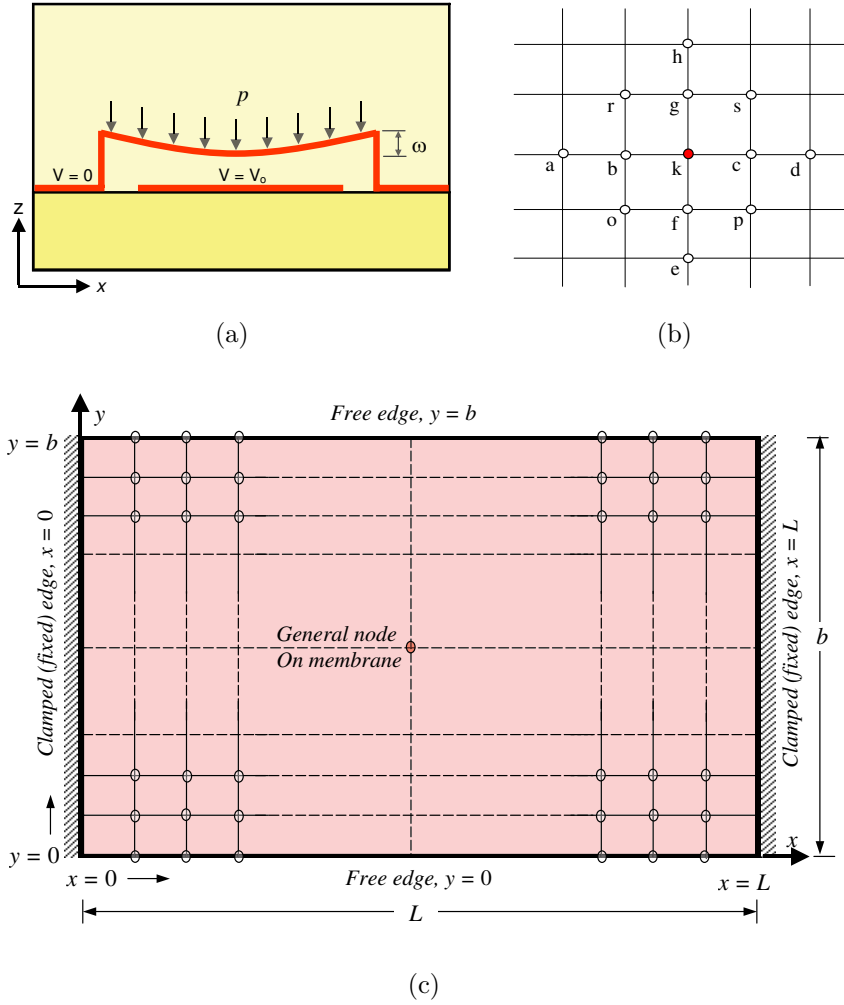 p
ω
V = 0
V = Vo
z
x
(a)
h
r g s
a b k c d
o f p
e
(b)
y
Free edge, y = b
y = b
Clamped (fixed) edge, x = 0
General node
On membrane
Clamped (fixed) edge, x = L
b
y = 0
x
x = 0
Free edge, y = 0
x = L
L
(c)